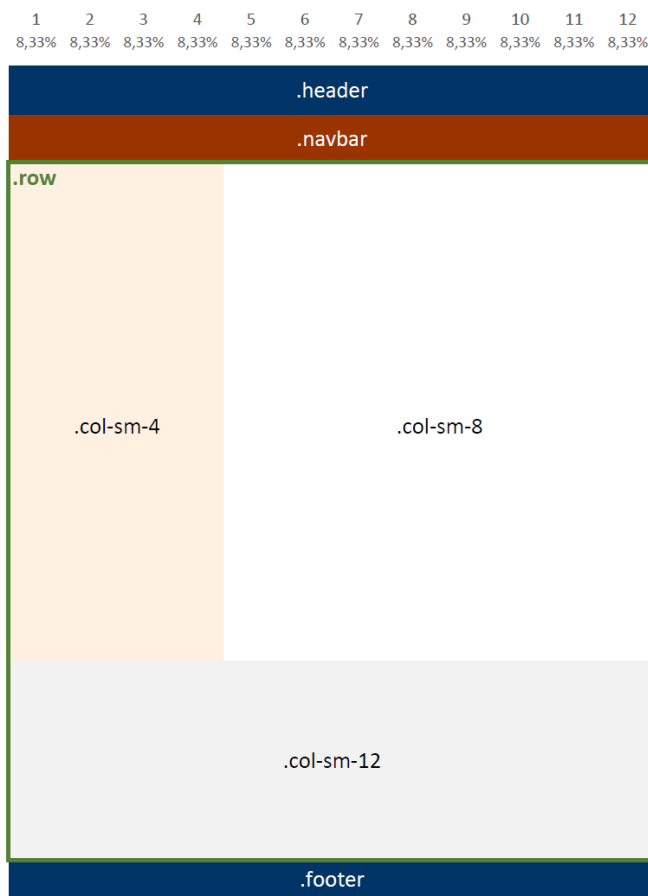 1 2 3 4 5 6 7 8 9 10 11 12
8,33% 8,33% 8,33% 8,33% 8,33% 8,33% 8,33% 8,33% 8,33% 8,33% 8,33% 8,33%
.header
.navbar
.row
.col-sm-4 .col-sm-8
.col-sm-12
.footer